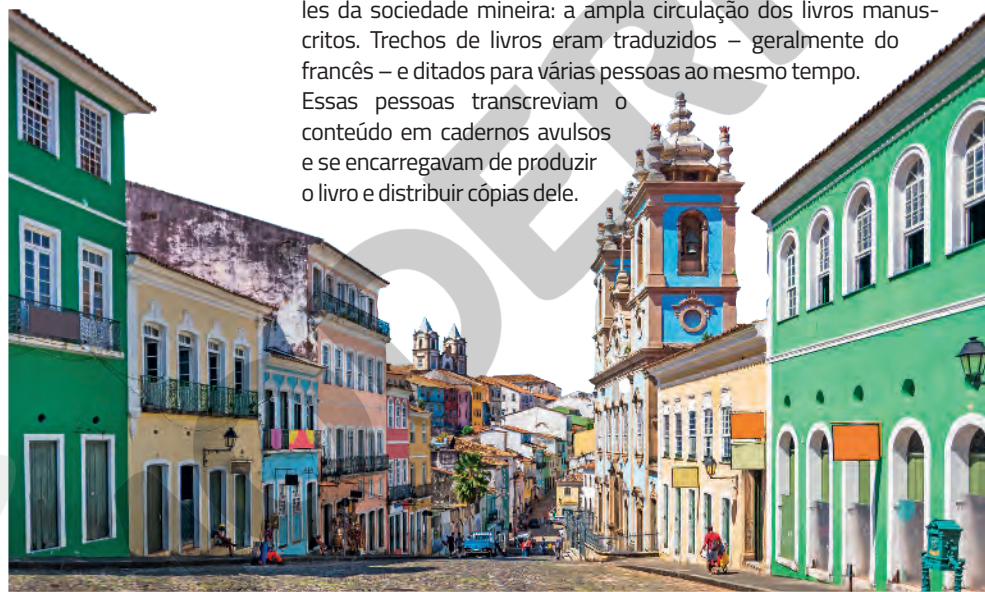 les da sociedade mineira: a ampla circulação dos livros manus-
critos. Trechos de livros eram traduzidos – geralmente do
francês – e ditados para várias pessoas ao mesmo tempo.
Essas pessoas transcreviam o
conteúdo em cadernos avulsos
e se encarregavam de produzir
o livro e distribuir cópias dele.